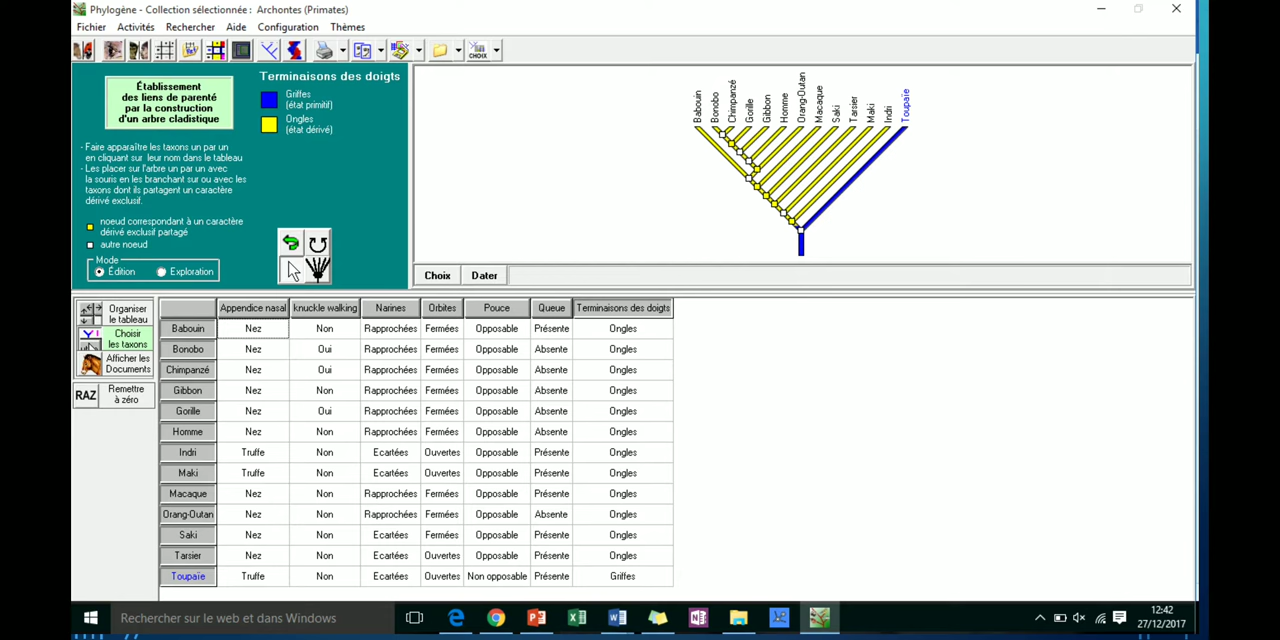 Phylogène - Collection sélectionnée : Archontes (Primates)
Fichier Activités Rechercher Aide Configuration Thèmes
CHOIX
Établissement
des liens de parenté
par la construction
d'un arbre cladistique
Terminaisons des doigts
Griffes
(état primitif)
Ongles
(état dérivé)
- Faire apparaître les taxons un par un
en cliquant sur leur nom dans le tableau
- Les placer sur l'arbre un par un avec
la souris en les branchant sur ou avec les
taxons dont ils partagent un caractère
dérivé exclusif.
noeud correspondant à un caractère
dérivé exclusif partagé
autre noeud
Mode
Édition Exploration
Babouin Bonobo Chimpanzé Gorille Gibbon Homme Orang-Outan Macaque Saki Tarsier Maki Indri Toupaïe
Choix Dater
Organiser
le tableau
Choisir
les taxons
Afficher les
Documents
RAZ Remettre
à zéro
Appendice nasal knuckle walking Narines Orbites Pouce Queue Terminaisons des doigts
Babouin Nez Non Rapprochées Fermées Opposable Présente Ongles
Bonobo Nez Oui Rapprochées Fermées Opposable Absente Ongles
Chimpanzé Nez Oui Rapprochées Fermées Opposable Absente Ongles
Gibbon Nez Non Rapprochées Fermées Opposable Absente Ongles
Gorille Nez Oui Rapprochées Fermées Opposable Absente Ongles
Homme Nez Non Rapprochées Fermées Opposable Absente Ongles
Indri Truffe Non Ecartées Ouvertes Opposable Présente Ongles
Maki Truffe Non Ecartées Ouvertes Opposable Présente Ongles
Macaque Nez Non Rapprochées Fermées Opposable Présente Ongles
Orang-Outan Nez Non Rapprochées Fermées Opposable Absente Ongles
Saki Nez Non Ecartées Fermées Opposable Présente Ongles
Tarsier Nez Non Ecartées Ouvertes Opposable Présente Ongles
Toupaïe Truffe Non Ecartées Ouvertes Non opposable Présente Griffes
Rechercher sur le web et dans Windows
12:42
27/12/2017